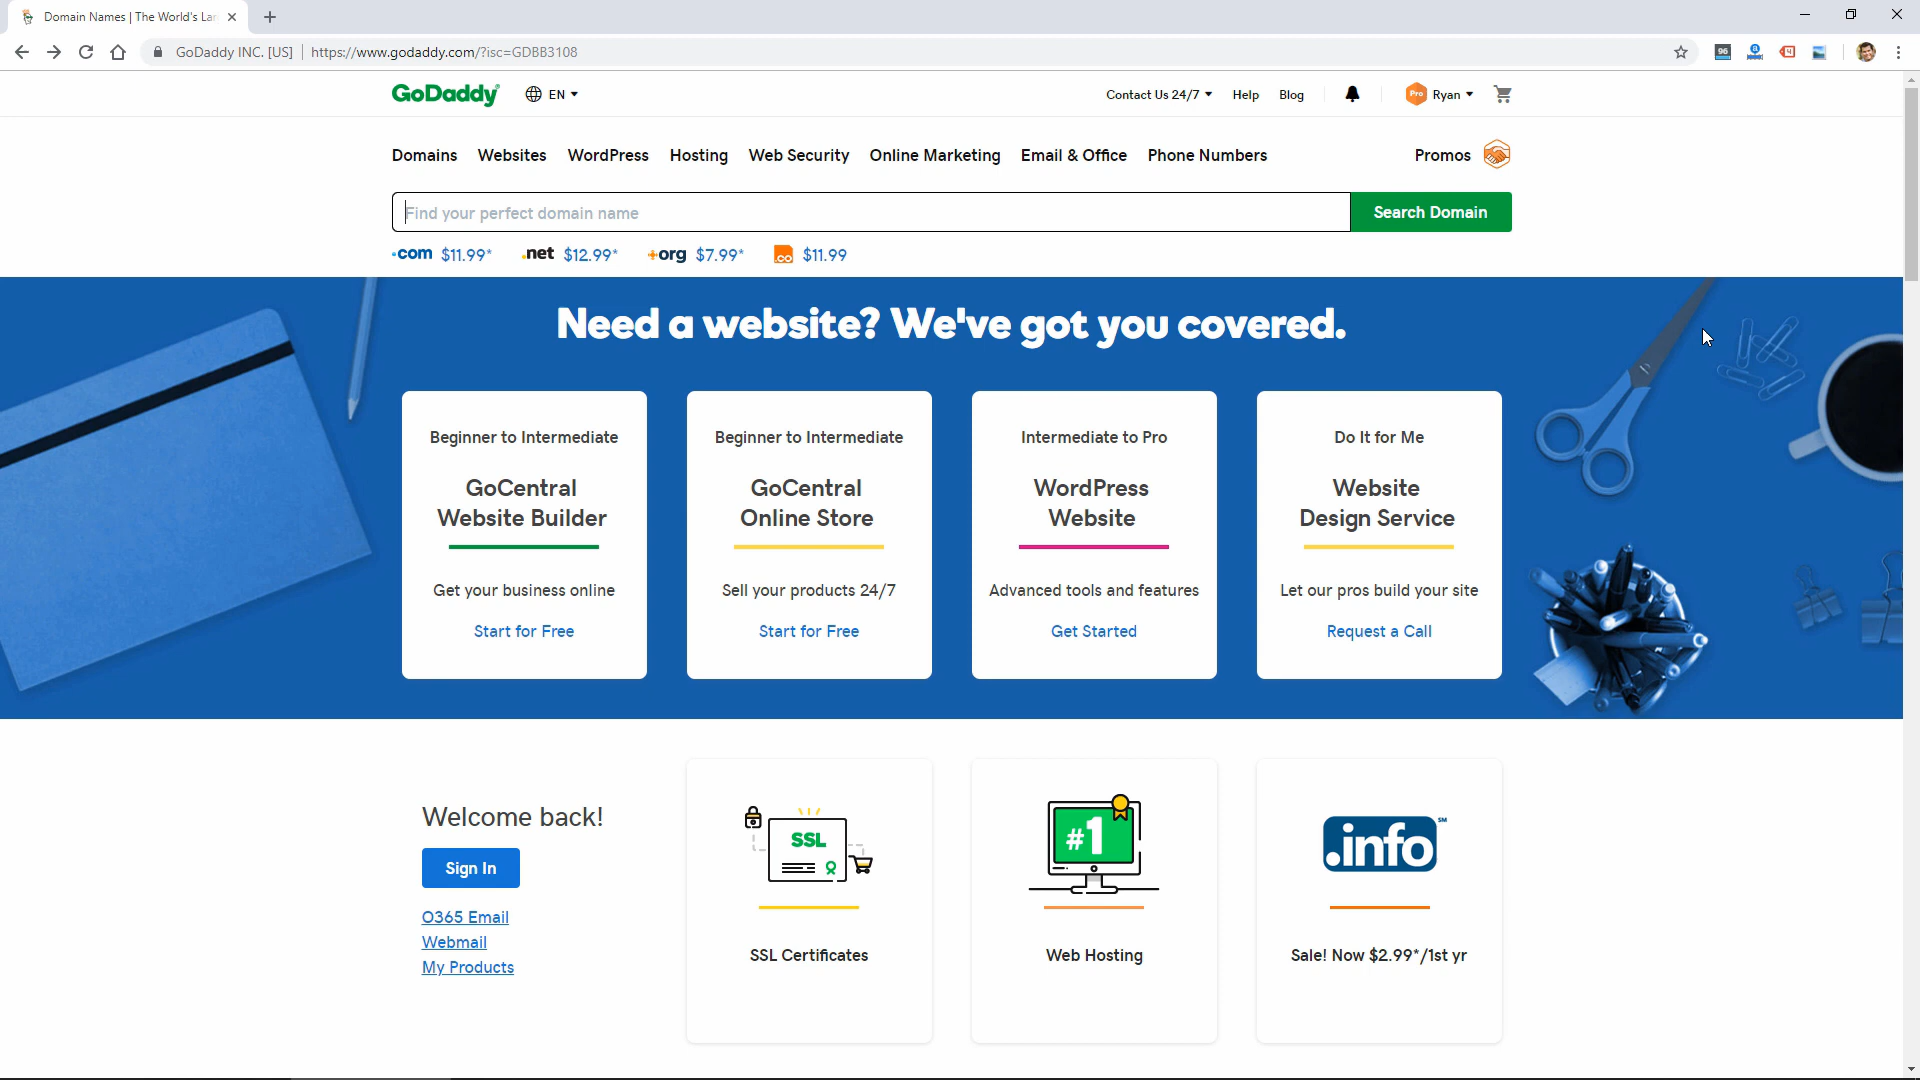 Domain Names | The World's Lar
GoDaddy INC. [US] | https://www.godaddy.com/?isc=GDBB3108
96
GoDaddy EN
Contact Us 24/7 Help Blog Pro Ryan
Domains Websites WordPress Hosting Web Security Online Marketing Email & Office Phone Numbers Promos
Find your perfect domain name Search Domain
.com $11.99* .net $12.99* .org $7.99* .co $11.99
Need a website? We've got you covered.
Beginner to Intermediate
GoCentral
Website Builder
Get your business online
Start for Free
Beginner to Intermediate
GoCentral
Online Store
Sell your products 24/7
Start for Free
Intermediate to Pro
WordPress
Website
Advanced tools and features
Get Started
Do It for Me
Website
Design Service
Let our pros build your site
Request a Call
Welcome back!
Sign In
O365 Email
Webmail
My Products
SSL
SSL Certificates
#1
Web Hosting
.info SM
Sale! Now $2.99*/1st yr